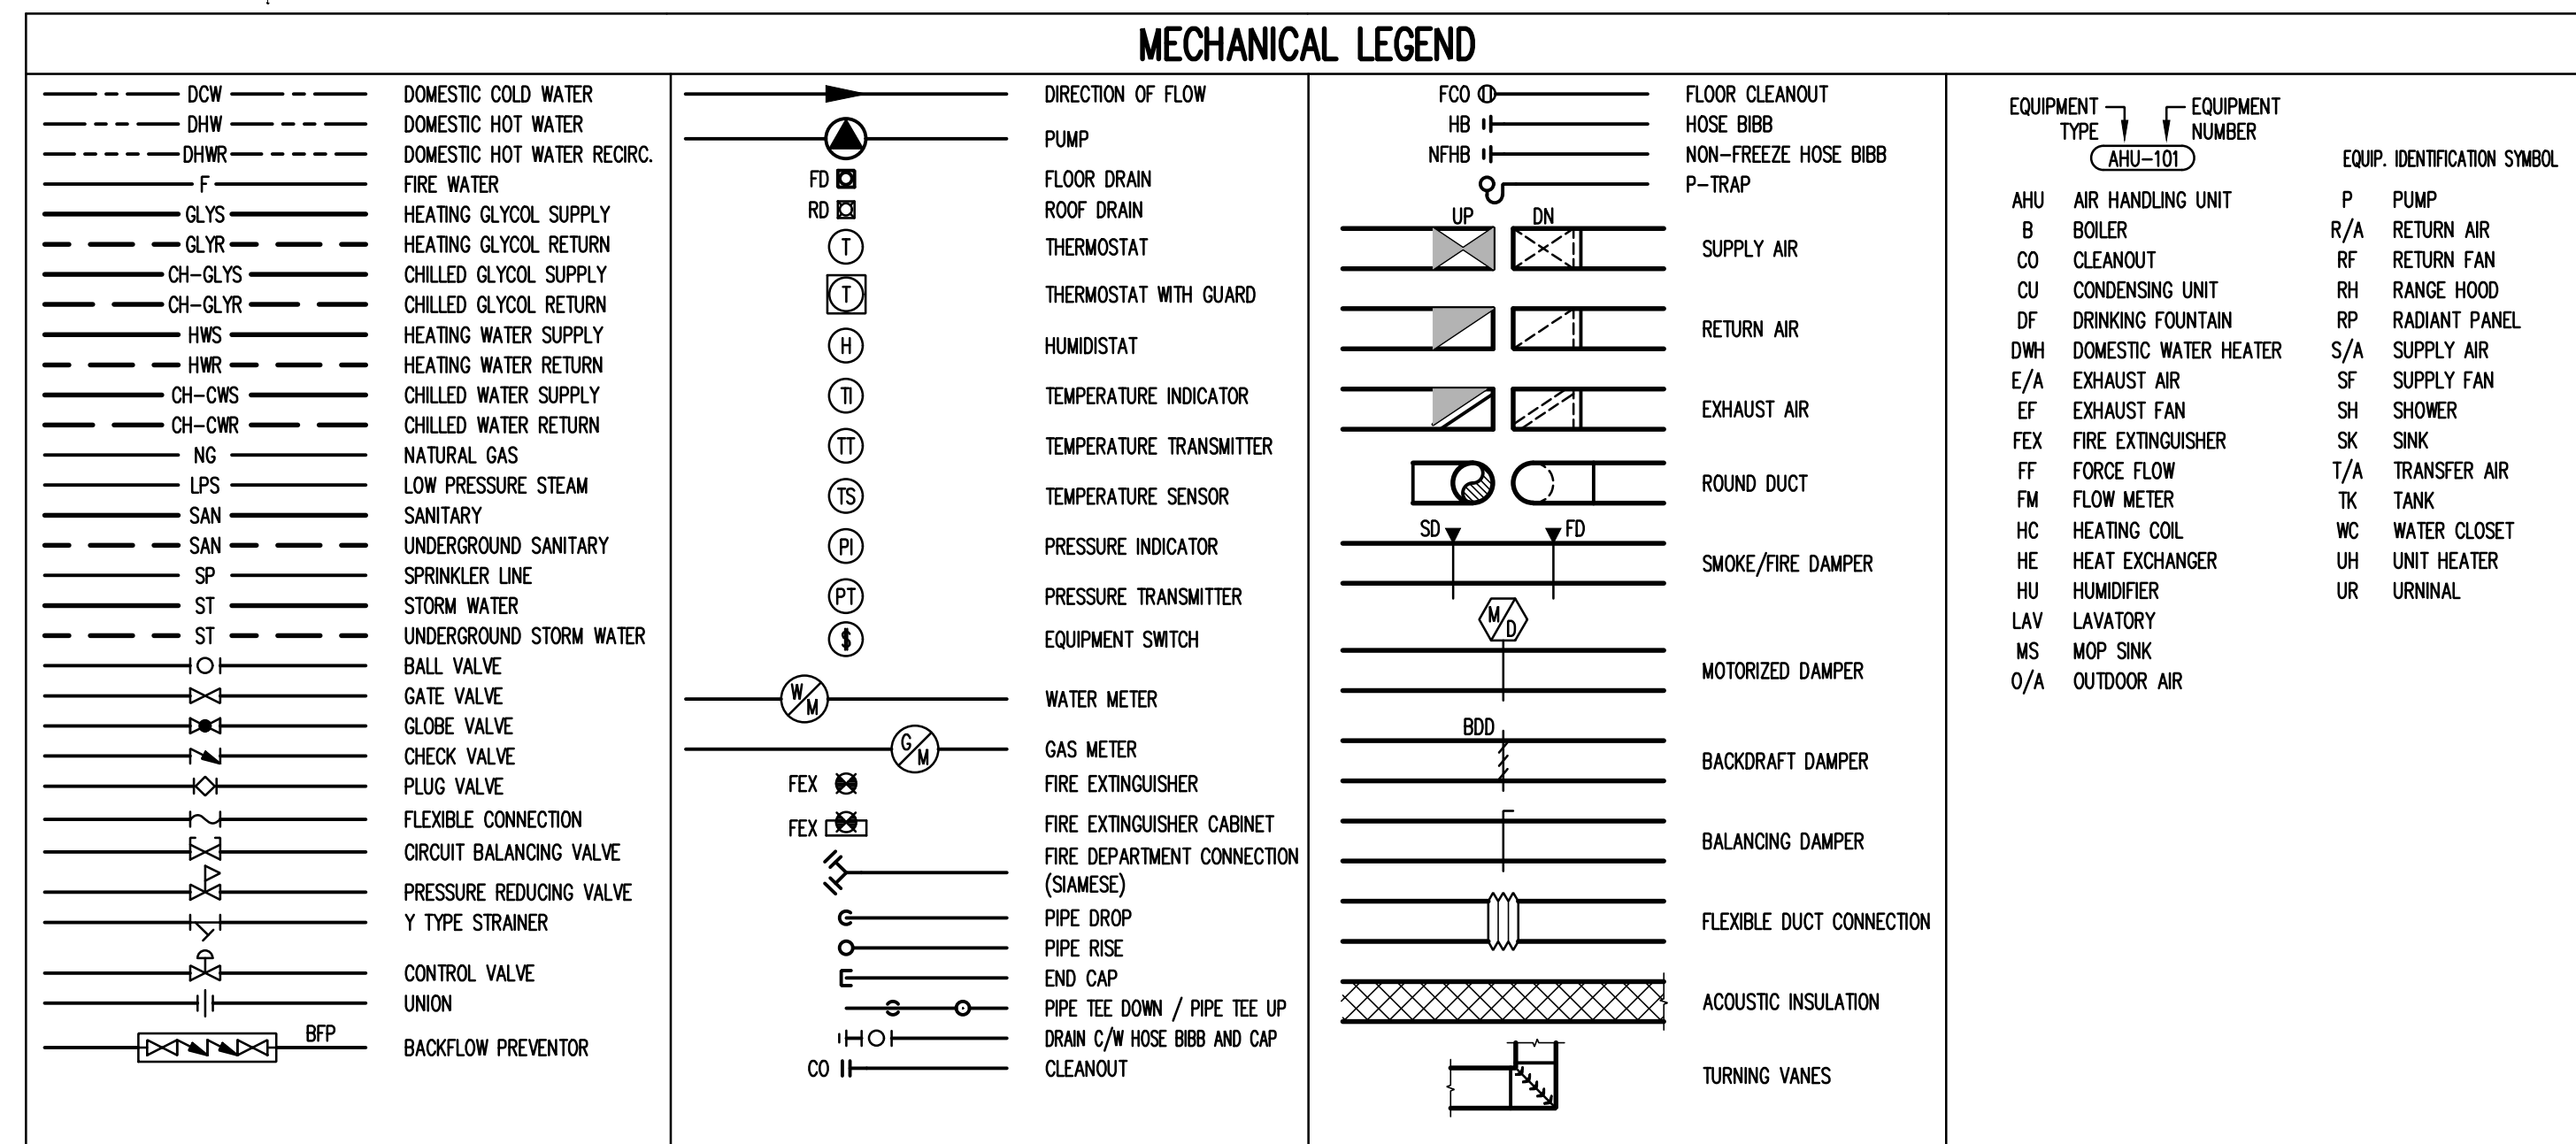 MECHANICAL LEGEND
DCW DOMESTIC COLD WATER
DHW DOMESTIC HOT WATER
DHWR DOMESTIC HOT WATER RECIRC.
F FIRE WATER
GLYS HEATING GLYCOL SUPPLY
GLYR HEATING GLYCOL RETURN
CH-GLYS CHILLED GLYCOL SUPPLY
CH-GLYR CHILLED GLYCOL RETURN
HWS HEATING WATER SUPPLY
HWR HEATING WATER RETURN
CH-CWS CHILLED WATER SUPPLY
CH-CWR CHILLED WATER RETURN
NG NATURAL GAS
LPS LOW PRESSURE STEAM
SAN SANITARY
SAN UNDERGROUND SANITARY
SP SPRINKLER LINE
ST STORM WATER
ST UNDERGROUND STORM WATER
BALL VALVE
GATE VALVE
GLOBE VALVE
CHECK VALVE
PLUG VALVE
FLEXIBLE CONNECTION
CIRCUIT BALANCING VALVE
PRESSURE REDUCING VALVE
Y TYPE STRAINER
CONTROL VALVE
UNION
BFP BACKFLOW PREVENTOR
DIRECTION OF FLOW
PUMP
FD FLOOR DRAIN
RD ROOF DRAIN
T THERMOSTAT
T THERMOSTAT WITH GUARD
H HUMIDISTAT
TI TEMPERATURE INDICATOR
TT TEMPERATURE TRANSMITTER
TS TEMPERATURE SENSOR
PI PRESSURE INDICATOR
PT PRESSURE TRANSMITTER
$ EQUIPMENT SWITCH
W/M WATER METER
G/M GAS METER
FEX FIRE EXTINGUISHER
FEX FIRE EXTINGUISHER CABINET
FIRE DEPARTMENT CONNECTION
(SIAMESE)
PIPE DROP
PIPE RISE
END CAP
PIPE TEE DOWN / PIPE TEE UP
DRAIN C/W HOSE BIBB AND CAP
CO CLEANOUT
FCO FLOOR CLEANOUT
HB HOSE BIBB
NFHB NON-FREEZE HOSE BIBB
P-TRAP
UP DN
SUPPLY AIR
RETURN AIR
EXHAUST AIR
ROUND DUCT
SD FD
SMOKE/FIRE DAMPER
M/D
MOTORIZED DAMPER
BDD
BACKDRAFT DAMPER
BALANCING DAMPER
FLEXIBLE DUCT CONNECTION
ACOUSTIC INSULATION
TURNING VANES
EQUIPMENT TYPE
EQUIPMENT NUMBER
AHU-101 EQUIP. IDENTIFICATION SYMBOL
AHU AIR HANDLING UNIT
B BOILER
CO CLEANOUT
CU CONDENSING UNIT
DF DRINKING FOUNTAIN
DWH DOMESTIC WATER HEATER
E/A EXHAUST AIR
EF EXHAUST FAN
FEX FIRE EXTINGUISHER
FF FORCE FLOW
FM FLOW METER
HC HEATING COIL
HE HEAT EXCHANGER
HU HUMIDIFIER
LAV LAVATORY
MS MOP SINK
O/A OUTDOOR AIR
P PUMP
R/A RETURN AIR
RF RETURN FAN
RH RANGE HOOD
RP RADIANT PANEL
S/A SUPPLY AIR
SF SUPPLY FAN
SH SHOWER
SK SINK
T/A TRANSFER AIR
TK TANK
WC WATER CLOSET
UH UNIT HEATER
UR URNINAL